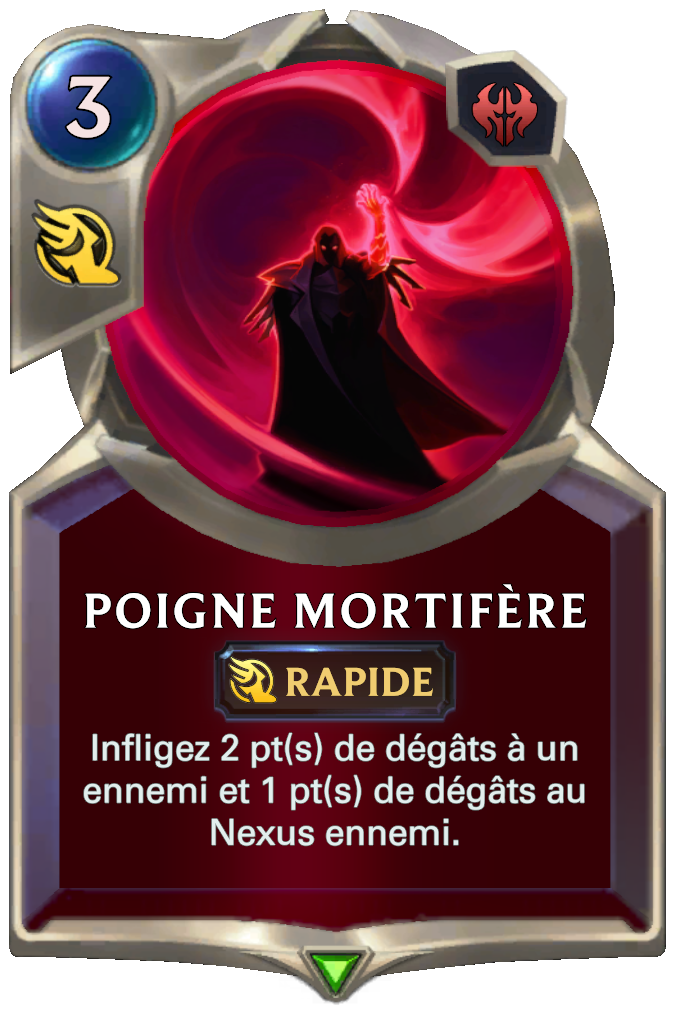 3
POIGNE MORTIFÈRE
RAPIDE
Infligez 2 pt(s) de dégâts à un
ennemi et 1 pt(s) de dégâts au
Nexus ennemi.